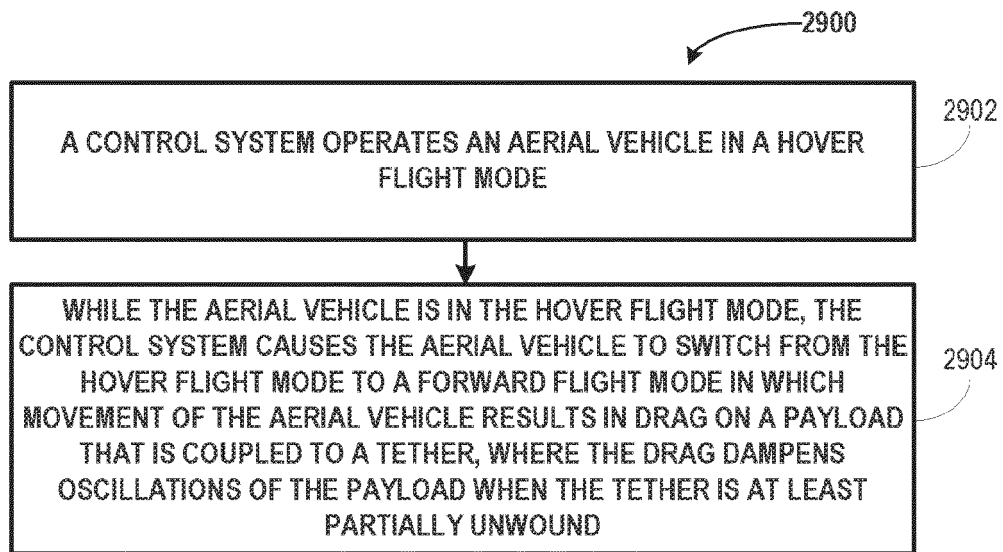 2900
A CONTROL SYSTEM OPERATES AN AERIAL VEHICLE IN A HOVER
FLIGHT MODE
2902
WHILE THE AERIAL VEHICLE IS IN THE HOVER FLIGHT MODE, THE
CONTROL SYSTEM CAUSES THE AERIAL VEHICLE TO SWITCH FROM THE
HOVER FLIGHT MODE TO A FORWARD FLIGHT MODE IN WHICH
MOVEMENT OF THE AERIAL VEHICLE RESULTS IN DRAG ON A PAYLOAD
THAT IS COUPLED TO A TETHER, WHERE THE DRAG DAMPENS
OSCILLATIONS OF THE PAYLOAD WHEN THE TETHER IS AT LEAST
PARTIALLY UNWOUND
2904